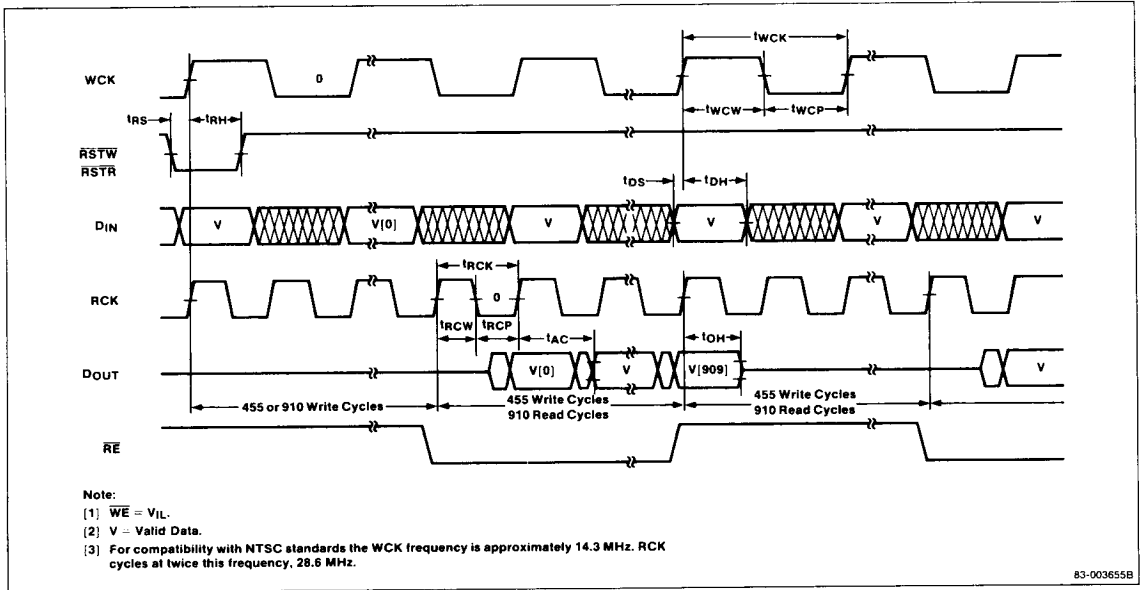 tWCK
WCK
0
tRS
tRH
tWCW
tWCP
RSTW
RSTR
tDS
tDH
DIN
V
V[0]
V
V
V
V
tRCK
RCK
0
tRCW
tRCP
tAC
tOH
DOUT
V[0]
V
V[909]
V
455 or 910 Write Cycles
455 Write Cycles
910 Read Cycles
455 Write Cycles
910 Read Cycles
RE
Note:
[1] WE = VIL.
[2] V = Valid Data.
[3] For compatibility with NTSC standards the WCK frequency is approximately 14.3 MHz. RCK
cycles at twice this frequency, 28.6 MHz.
83-003655B